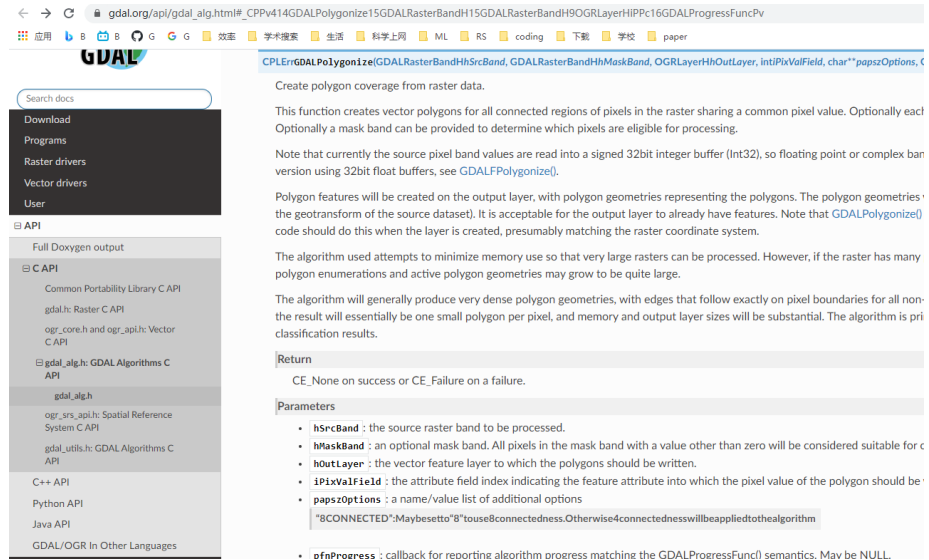 gdal.org/api/gdal_alg.html#_CPPv414GDALPolygonize15GDALRasterBandH15GDALRasterBandH9OGRLayerHiPPc16GDALProgressFuncPv
应用 B B G G 效率 学术搜索 生活 科学上网 ML RS coding 下载 学校 paper
GDAL
Search docs
Download
Programs
Raster drivers
Vector drivers
User
API
Full Doxygen output
C API
Common Portability Library C API
gdal.h: Raster C API
ogr_core.h and ogr_api.h: Vector
C API
gdal_alg.h: GDAL Algorithms C
API
gdal_alg.h
ogr_srs_api.h: Spatial Reference
System C API
gdal_utils.h: GDAL Algorithms C
API
C++ API
Python API
Java API
GDAL/OGR In Other Languages
CPLErrGDALPolygonize(GDALRasterBandHhSrcBand, GDALRasterBandHhMaskBand, OGRLayerHhOutLayer, intiPixValField, char**papszOptions,
Create polygon coverage from raster data.
This function creates vector polygons for all connected regions of pixels in the raster sharing a common pixel value. Optionally each
Optionally a mask band can be provided to determine which pixels are eligible for processing.
Note that currently the source pixel band values are read into a signed 32bit integer buffer (Int32), so floating point or complex ban
version using 32bit float buffers, see GDALFPolygonize().
Polygon features will be created on the output layer, with polygon geometries representing the polygons. The polygon geometries
the geotransform of the source dataset). It is acceptable for the output layer to already have features. Note that GDALPolygonize()
code should do this when the layer is created, presumably matching the raster coordinate system.
The algorithm used attempts to minimize memory use so that very large rasters can be processed. However, if the raster has many
polygon enumerations and active polygon geometries may grow to be quite large.
The algorithm will generally produce very dense polygon geometries, with edges that follow exactly on pixel boundaries for all non-
the result will essentially be one small polygon per pixel, and memory and output layer sizes will be substantial. The algorithm is pri
classification results.
Return
CE_None on success or CE_Failure on a failure.
Parameters
• hSrcBand : the source raster band to be processed.
• hMaskBand : an optional mask band. All pixels in the mask band with a value other than zero will be considered suitable for c
• hOutLayer : the vector feature layer to which the polygons should be written.
• iPixValField : the attribute field index indicating the feature attribute into which the pixel value of the polygon should be
• papszOptions : a name/value list of additional options
"8CONNECTED":Maybesetto"8"touse8connectedness.Otherwise4connectednesswillbeappliedtothealgorithm
• pfnProgress : callback for reporting algorithm progress matching the GDALProgressFunc() semantics. May be NULL.